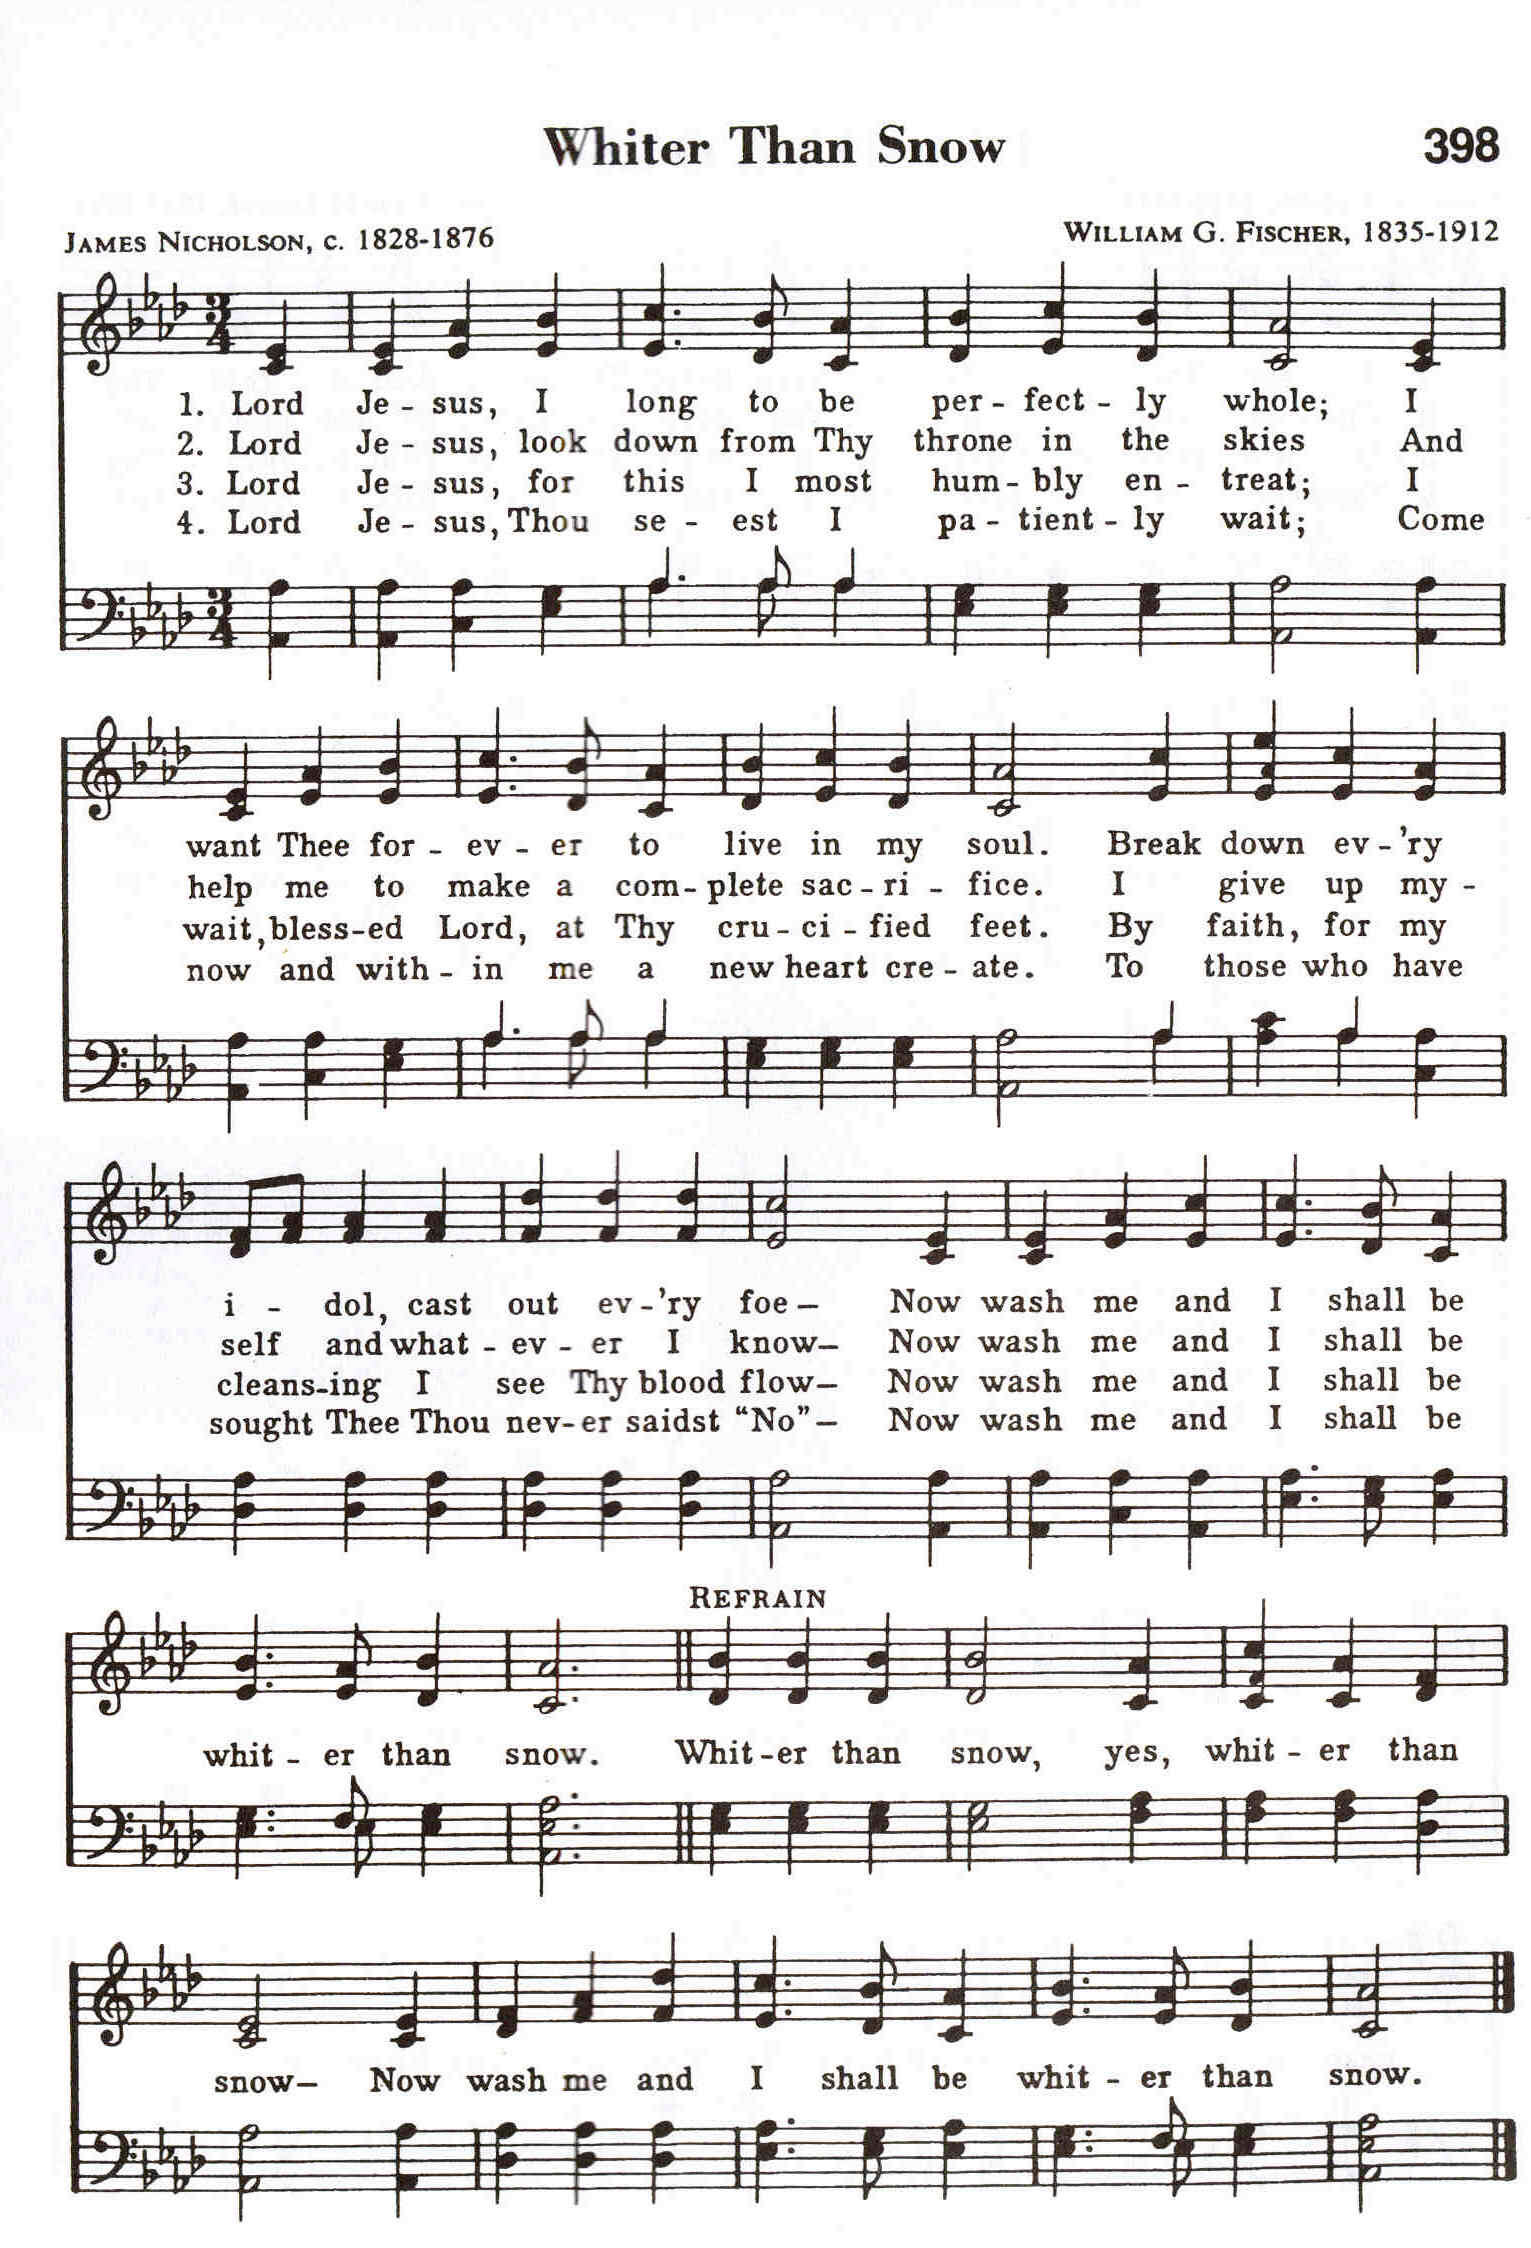 Whiter Than Snow 398
JAMES NICHOLSON, C. 1828-1876 WILLIAM G. FISCHER, 1835-1912
1. Lord Je - sus, I long to be per - fect - ly whole; I
2. Lord Je - sus, look down from Thy throne in the skies And
3. Lord Je - sus, for this I most hum - bly en - treat; I
4. Lord Je - sus, Thou se - est I pa - tient - ly wait; Come
want Thee for - ev - er to live in my soul. Break down ev - 'ry
help me to make a com - plete sac - ri - fice. I give up my -
wait, bless-ed Lord, at Thy cru - ci - fied feet. By faith, for my
now and with - in me a new heart cre - ate. To those who have
i - dol, cast out ev - 'ry foe— Now wash me and I shall be
self and what - ev - er I know— Now wash me and I shall be
cleans-ing I see Thy blood flow— Now wash me and I shall be
sought Thee Thou nev - er saidst "No"— Now wash me and I shall be
REFRAIN
whit - er than snow. Whit - er than snow, yes, whit - er than
snow— Now wash me and I shall be whit - er than snow.